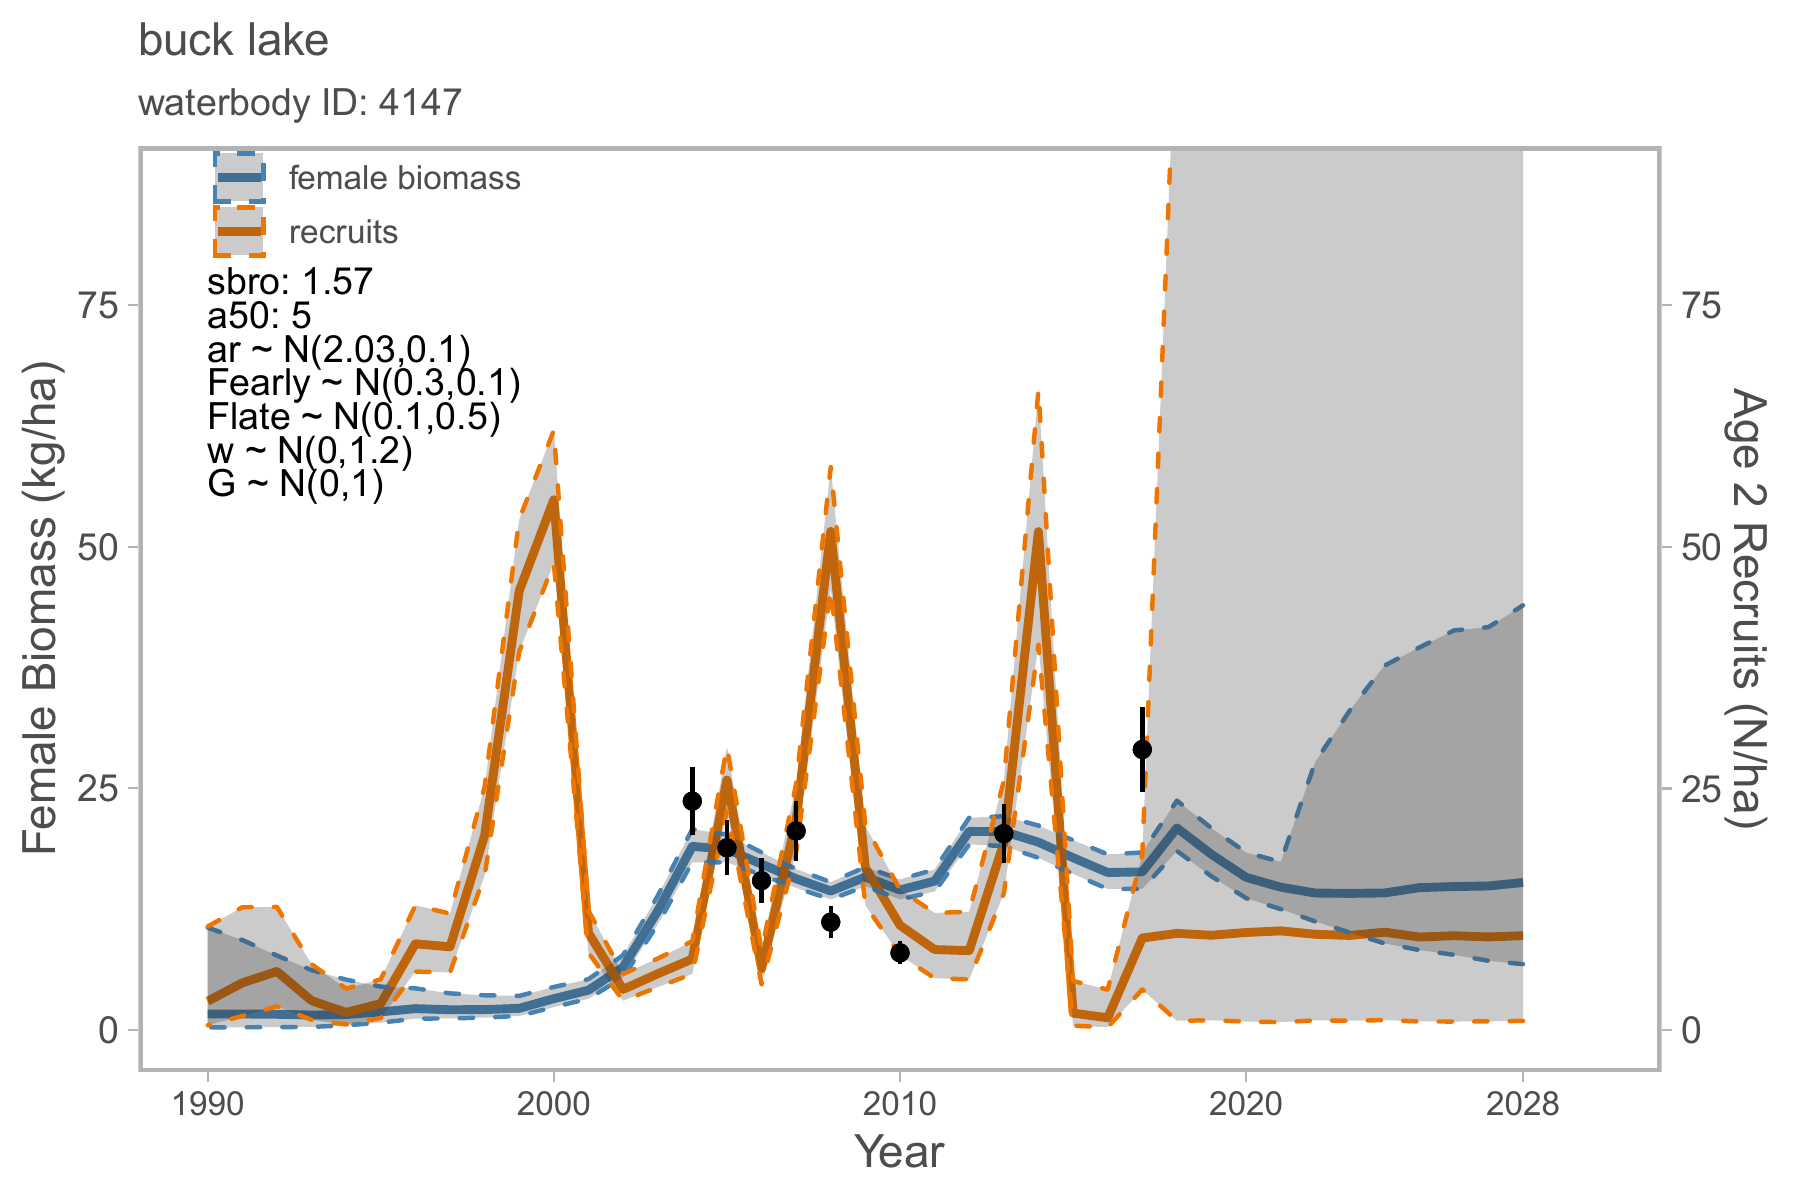 buck lake
waterbody ID: 4147
female biomass
recruits
sbro: 1.57
a50: 5
ar ~ N(2.03,0.1)
Fearly ~ N(0.3,0.1)
Flate ~ N(0.1,0.5)
w ~ N(0,1.2)
G ~ N(0,1)
Female Biomass (kg/ha)
75
50
25
0
75
50
25
0
Age 2 Recruits (N/ha)
1990
2000
2010
2020
2028
Year